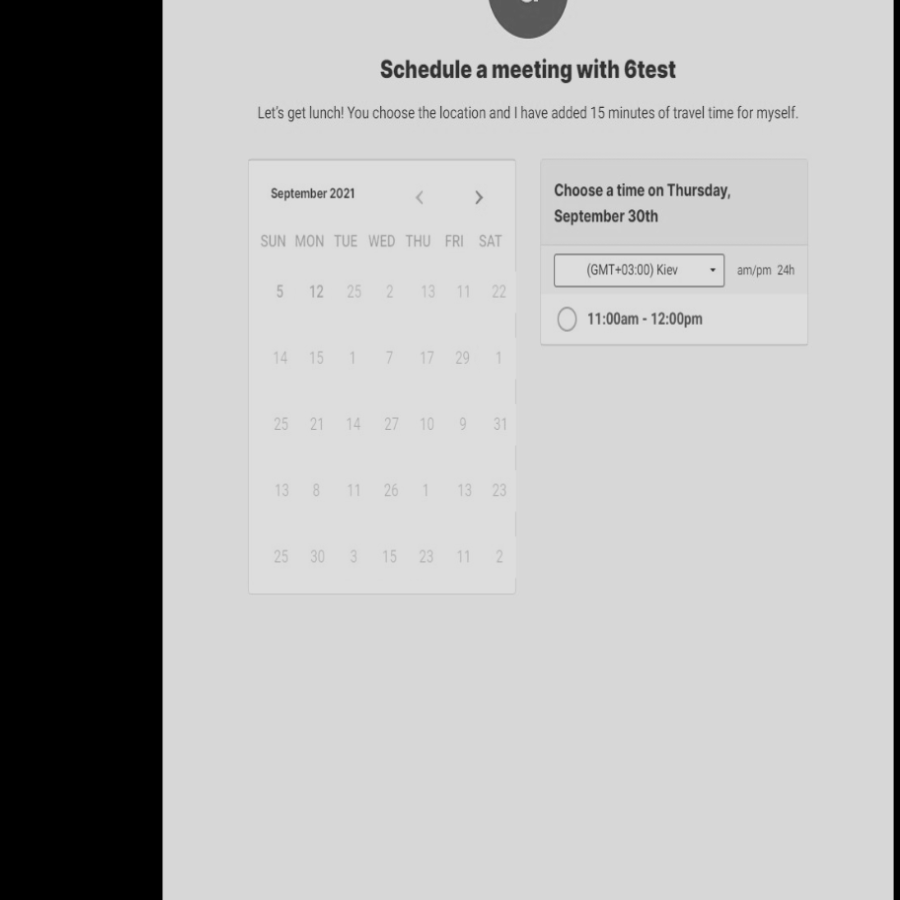 Schedule a meeting with 6test
Let's get lunch! You choose the location and I have added 15 minutes of travel time for myself.
September 2021
SUN MON TUE WED THU FRI SAT
5 12 25 2 13 11 22
14 15 1 7 17 29 1
25 21 14 27 10 9 31
13 8 11 26 1 13 23
25 30 3 15 23 11 2
Choose a time on Thursday,
September 30th
(GMT+03:00) Kiev am/pm 24h
11:00am - 12:00pm